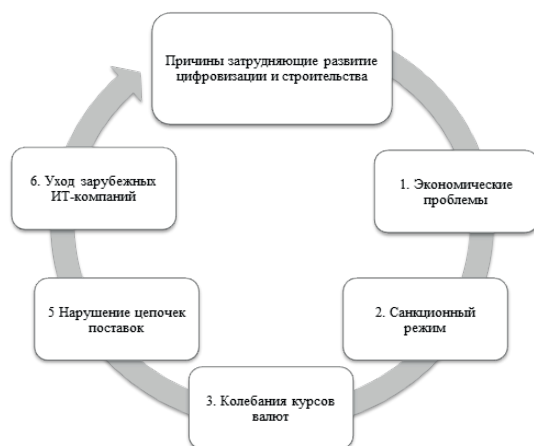 Причины затрудняющие развитие
цифровизации и строительства
1. Экономические
проблемы
2. Санкционный
режим
3. Колебания курсов
валют
5 Нарушение цепочек
поставок
6. Уход зарубежных
ИТ-компаний